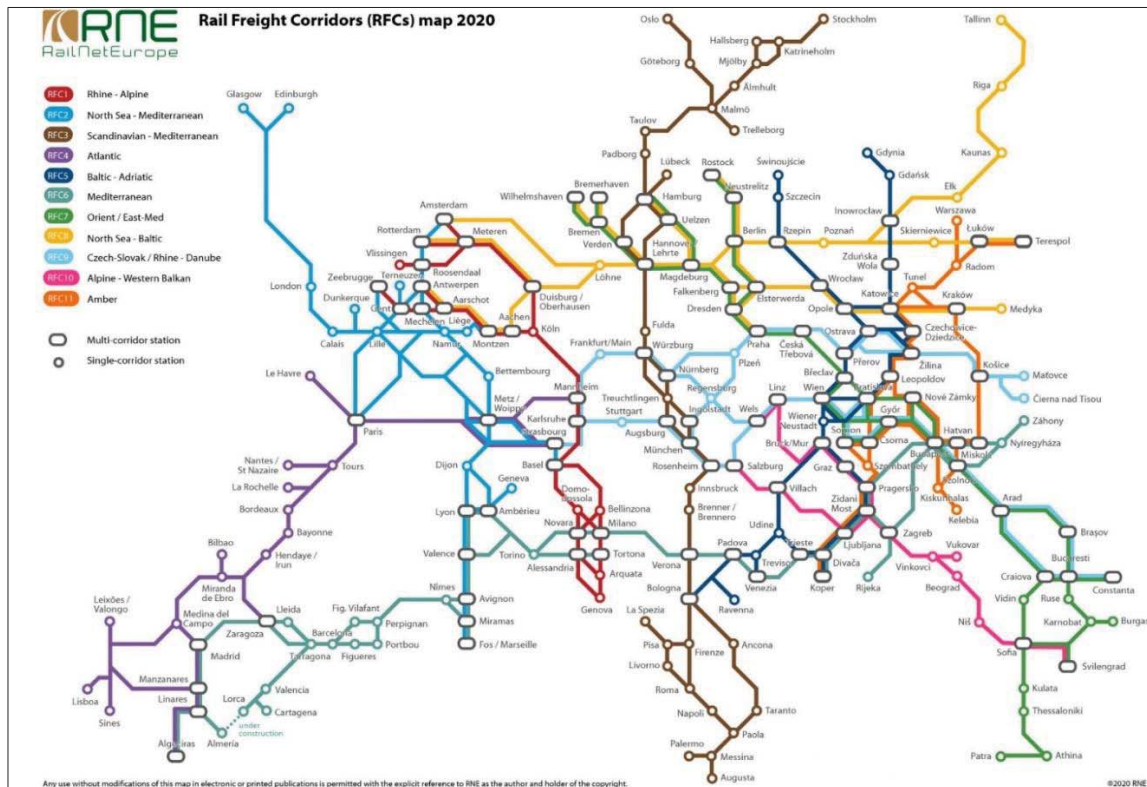 RNE
RailNetEurope
Rail Freight Corridors (RFCs) map 2020
RFC1 Rhine - Alpine
RFC2 North Sea - Mediterranean
RFC3 Scandinavian - Mediterranean
RFC4 Atlantic
RFC5 Baltic - Adriatic
RFC6 Mediterranean
RFC7 Orient / East-Med
RFC8 North Sea - Baltic
RFC9 Czech-Slovak / Rhine - Danube
RFC10 Alpine - Western Balkan
RFC11 Amber
Multi-corridor station
Single-corridor station
Oslo
Stockholm
Tallinn
Hallsberg
Katrineholm
Göteborg
Mjölby
Älmhult
Riga
Glasgow
Edinburgh
Malmö
Taulov
Trelleborg
Padborg
Lübeck
Rostock
Świnoujście
Gdynia
Kaunas
Gdańsk
Wilhelmshaven
Bremerhaven
Hamburg
Neustrelitz
Szczecin
Ełk
Amsterdam
Bremen
Uelzen
Inowrocław
Warszawa
Rotterdam
Meteren
Verden
Hannover/
Lehrte
Berlin
Rzepin
Poznań
Skierniewice
Łuków
Terespol
Vlissingen
Roosendaal
Löhne
Magdeburg
Zduńska
Wola
Radom
Zeebrugge
Terneuzen
Antwerpen
London
Dunkerque
Gent
Aarschot
Duisburg /
Oberhausen
Falkenberg
Elsterwerda
Wrocław
Katowice
Tunel
Kraków
Mechelen
Liège
Aachen
Dresden
Opole
Medyka
Calais
Lille
Namur
Montzen
Köln
Fulda
Praha
Česká
Třebová
Ostrava
Czechowice-
Dziedzice
Frankfurt/Main
Würzburg
Plzeň
Přerov
Žilina
Košice
Maťovce
Le Havre
Bettembourg
Nürnberg
Regensburg
Břeclav
Leopoldov
Čierna nad Tisou
Metz /
Woippy
Mannheim
Treuchtlingen
Ingolstadt
Linz
Wien
Bratislava
Nové Zámky
Paris
Karlsruhe
Stuttgart
Wels
Wiener
Neustadt
Győr
Záhony
Strasbourg
Augsburg
München
Bruck/Mur
Sopron
Csorna
Hatvan
Nyíregyháza
Nantes /
St Nazaire
Tours
Dijon
Basel
Rosenheim
Salzburg
Graz
Szombathely
Budapest
Miskolc
Szolnok
La Rochelle
Geneva
Domo-
dossola
Innsbruck
Villach
Pragersko
Kiskunhalas
Arad
Bordeaux
Lyon
Ambérieu
Bellinzona
Brenner /
Brennero
Zidani
Most
Kelebia
Bayonne
Novara
Milano
Udine
Zagreb
Brașov
Bilbao
Hendaye /
Irun
Valence
Torino
Tortona
Verona
Padova
Treviso
Trieste
Ljubljana
Vukovar
Vinkovci
București
Alessandria
Arquata
Venezia
Divača
Koper
Rijeka
Beograd
Craiova
Constanta
Miranda
de Ebro
Nîmes
Avignon
Genova
Bologna
Ravenna
Vidin
Ruse
Leixões /
Valongo
Medina del
Campo
Lleida
Fig. Vilafant
Perpignan
Miramas
La Spezia
Niš
Karnobat
Burgas
Zaragoza
Barcelona
Madrid
Tarragona
Figueres
Portbou
Fos / Marseille
Pisa
Firenze
Ancona
Sofia
Svilengrad
Manzanares
Valencia
Livorno
Kulata
Lisboa
Sines
Linares
Lorca
Cartagena
Roma
Napoli
Taranto
Thessaloniki
under
construction
Algeciras
Almería
Palermo
Paola
Messina
Patra
Athina
Augusta
Any use without modifications of this map in electronic or printed publications is permitted with the explicit reference to RNE as the author and holder of the copyright.
©2020 RNE